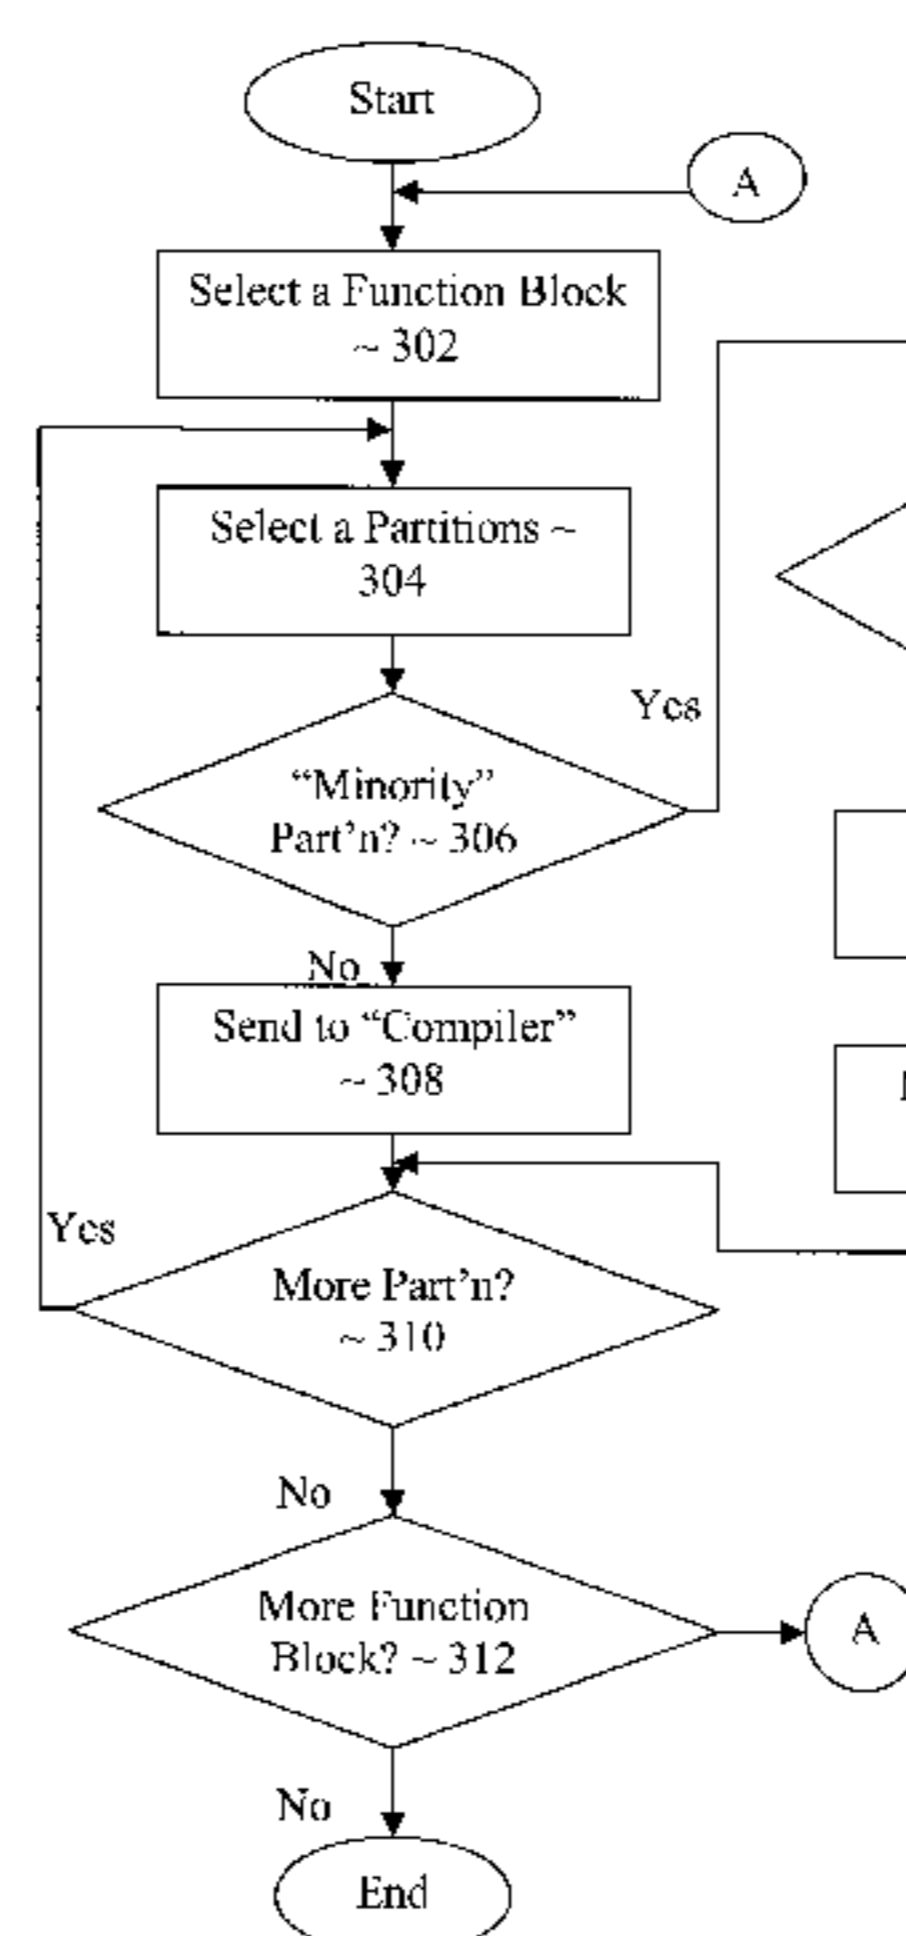 Start
A
Select a Function Block
~ 302
Select a Partitions ~
304
Yes
“Minority”
Part’n? ~ 306
No
Send to “Compiler”
~ 308
Yes
More Part’n?
~ 310
No
More Function
Block? ~ 312
A
No
End